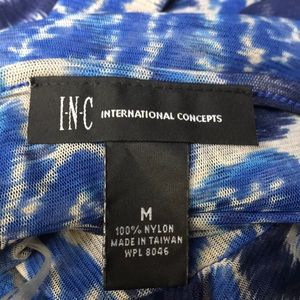 I·N·C INTERNATIONAL CONCEPTS
M
100% NYLON
MADE IN TAIWAN
WPL 8046